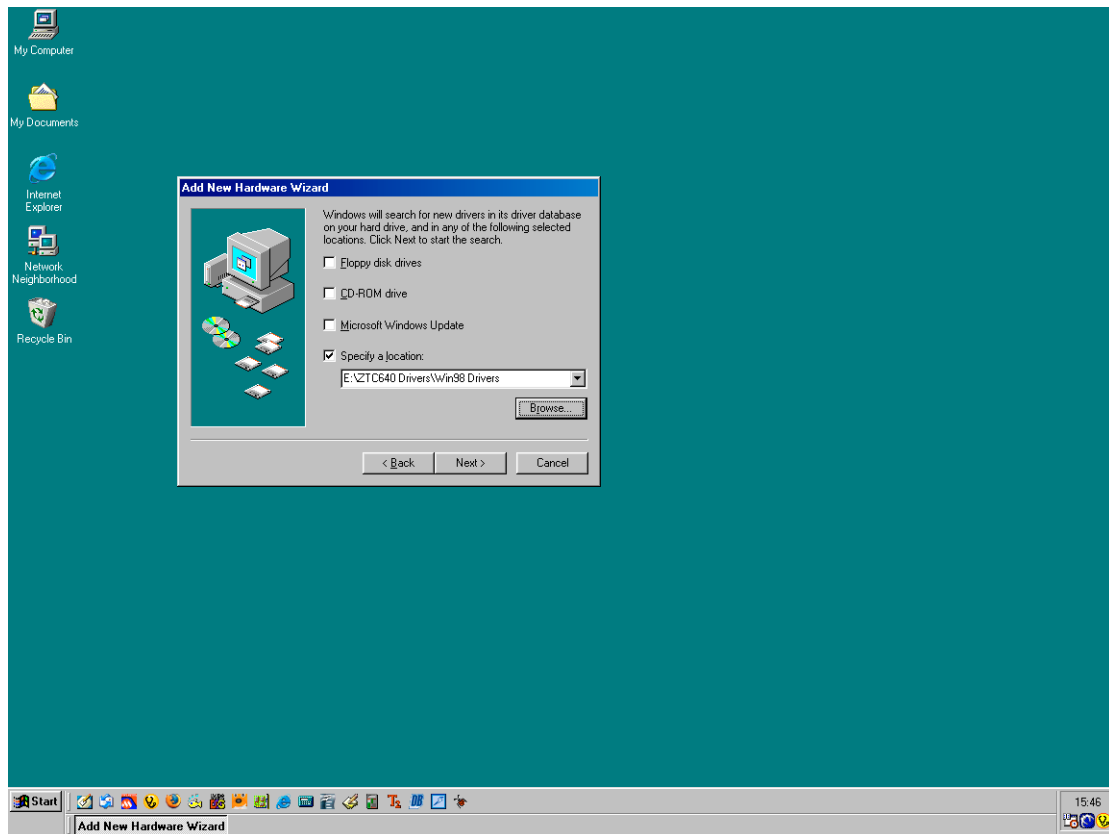 My Computer
My Documents
Internet
Explorer
Network
Neighborhood
Recycle Bin
Add New Hardware Wizard
Windows will search for new drivers in its driver database
on your hard drive, and in any of the following selected
locations. Click Next to start the search.
Floppy disk drives
CD-ROM drive
Microsoft Windows Update
Specify a location:
E:\ZTC640 Drivers\Win98 Drivers
Browse...
< Back
Next >
Cancel
Start
15:46
Add New Hardware Wizard